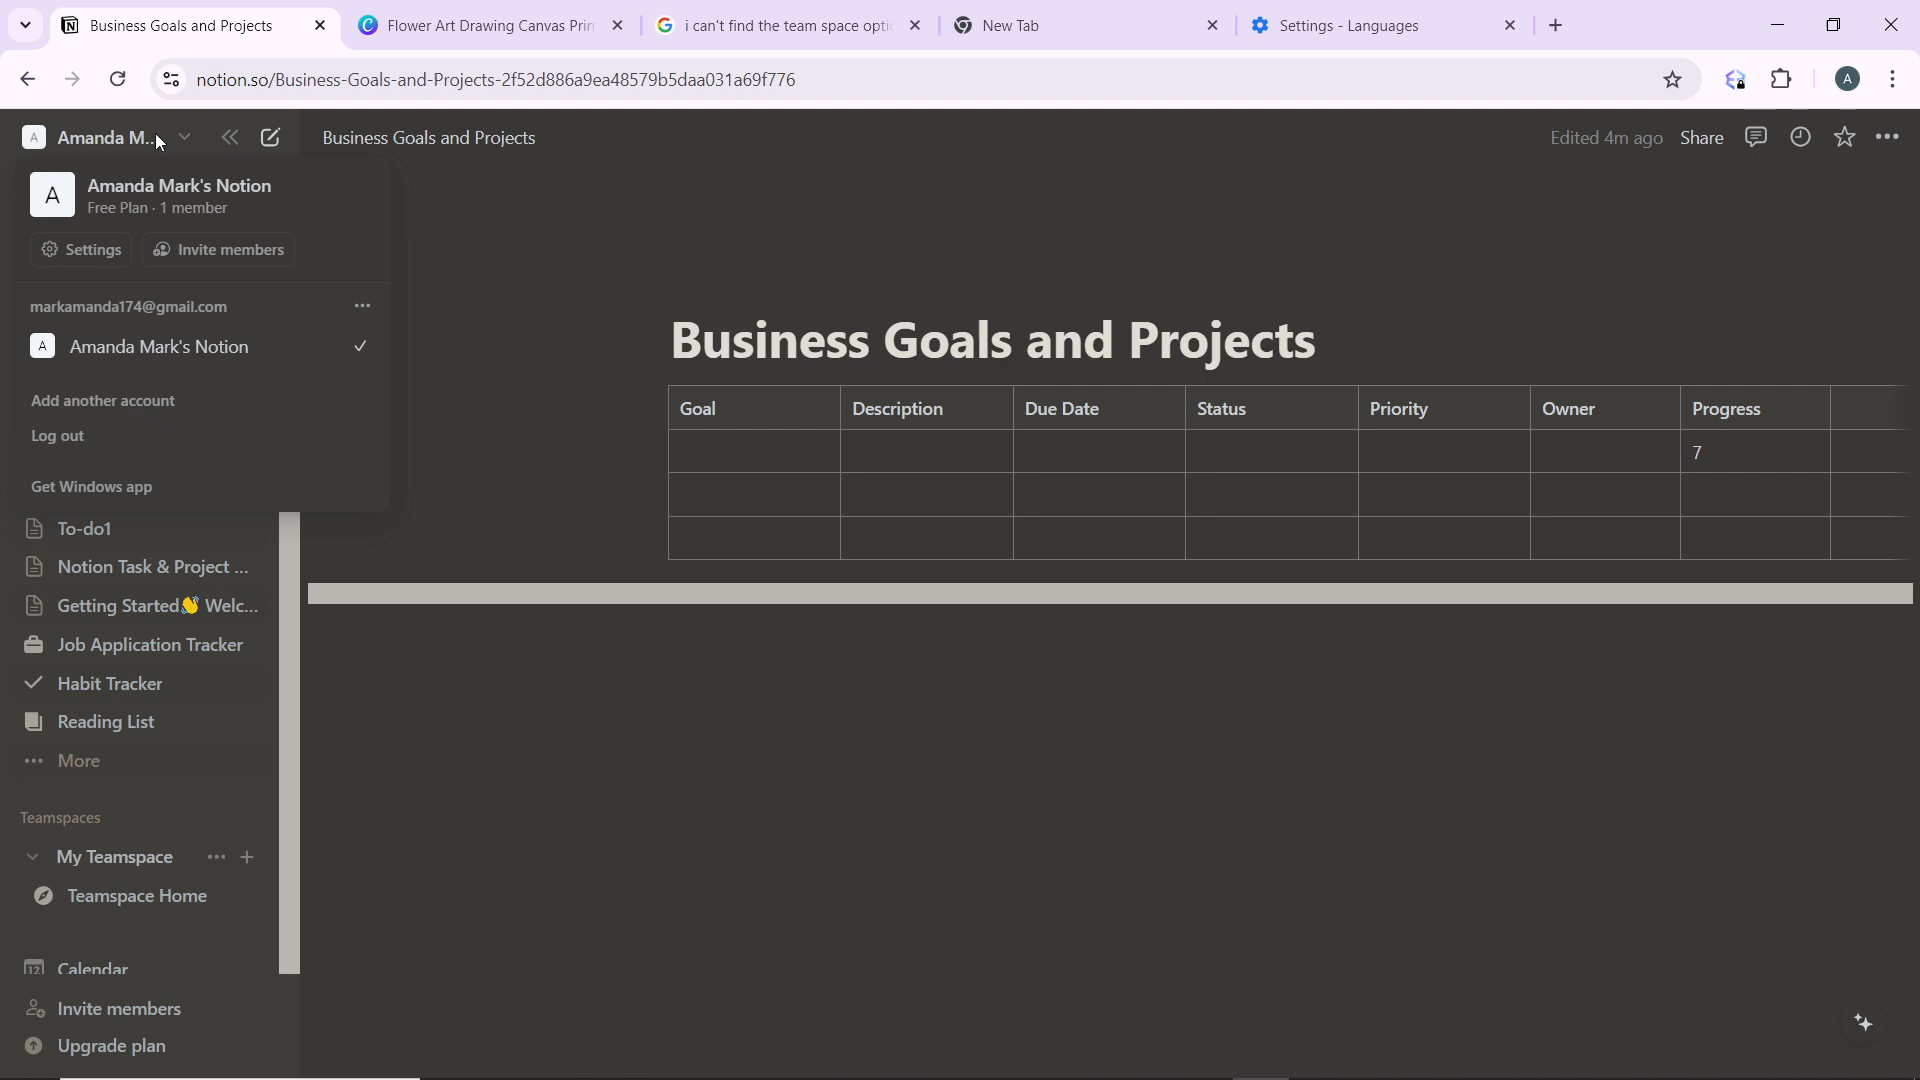 Business Goals and Projects
Flower Art Drawing Canvas Prin
i can't find the team space optic
New Tab
Settings - Languages
notion.so/Business-Goals-and-Projects-2f52d886a9ea48579b5daa031a69f776
A
A Amanda M...
Business Goals and Projects
Edited 4m ago Share
A Amanda Mark's Notion
Free Plan · 1 member
Settings Invite members
markamanda174@gmail.com
A Amanda Mark's Notion
Add another account
Log out
Get Windows app
To-do1
Notion Task & Project ...
Getting Started👋 Welc...
Job Application Tracker
Habit Tracker
Reading List
More
Teamspaces
My Teamspace
Teamspace Home
12 Calendar
Invite members
Upgrade plan
Business Goals and Projects
Goal Description Due Date Status Priority Owner Progress
7